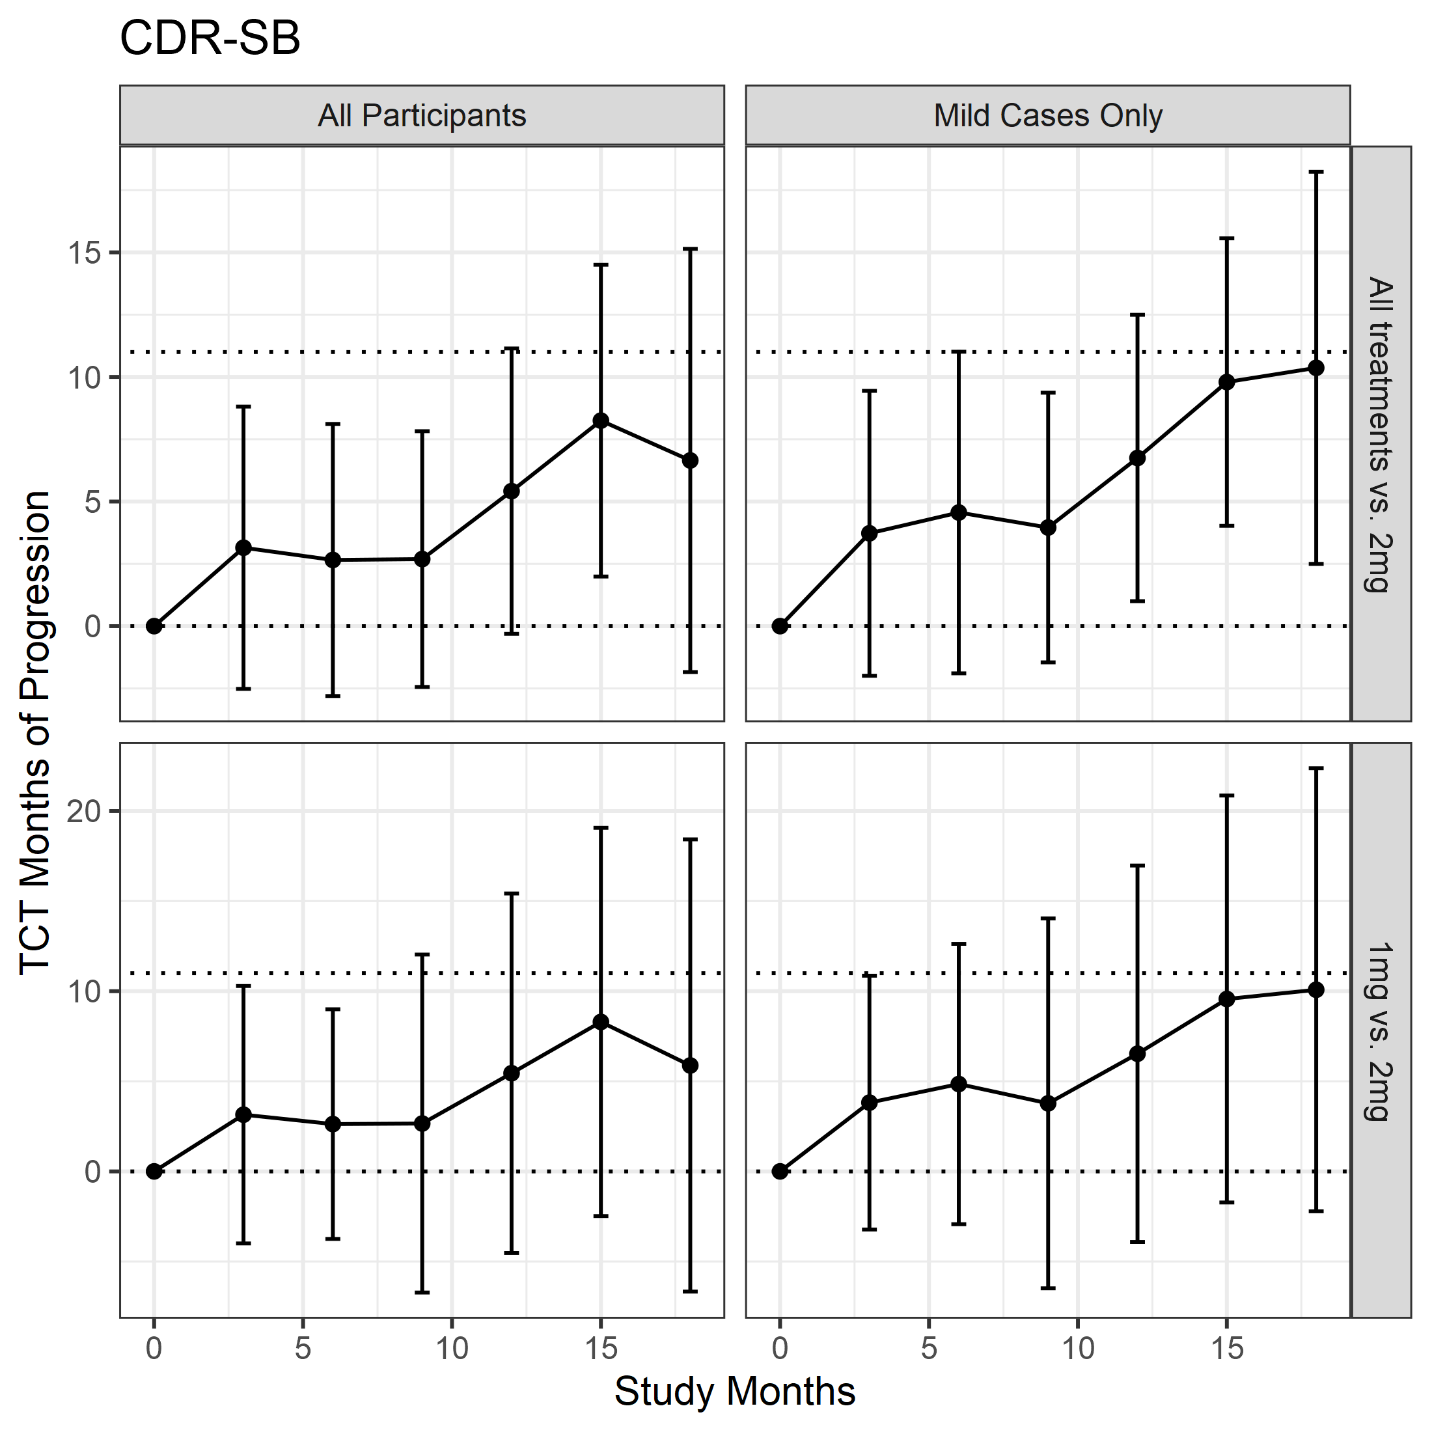 CDR-SB
All Participants
Mild Cases Only
15
10
5
0
All treatments vs. 2mg
20
10
0
1mg vs. 2mg
0 5 10 15
0 5 10 15
TCT Months of Progression
Study Months